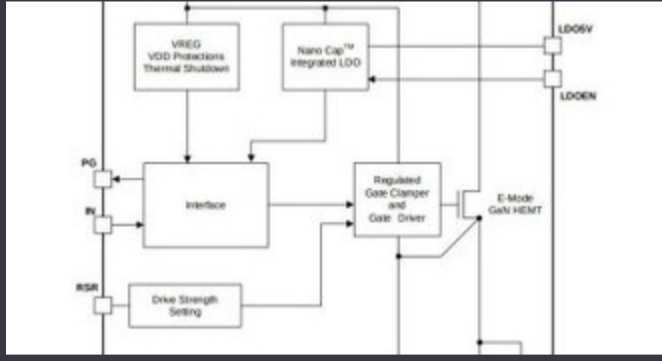 LDO5V
VREG
VDD Protections
Thermal Shutdown
Nano Cap™
Integrated LDO
LDOEN
PG
Interface
Regulated
Gate Clamper
and
Gate Driver
E-Mode
GaN HEMT
IN
RSR
Drive Strength
Setting